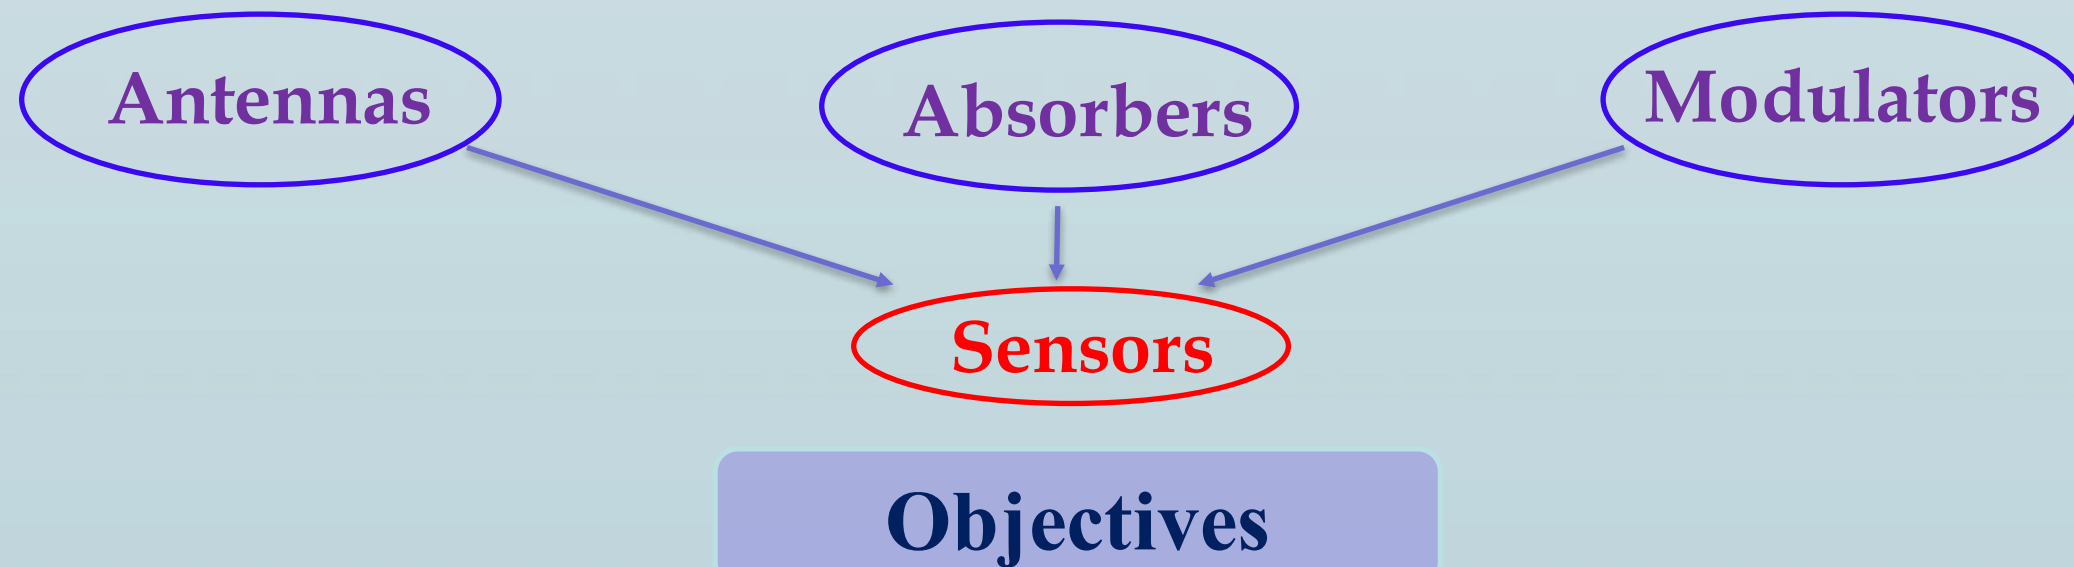 Antennas
Absorbers
Modulators
Sensors
Objectives